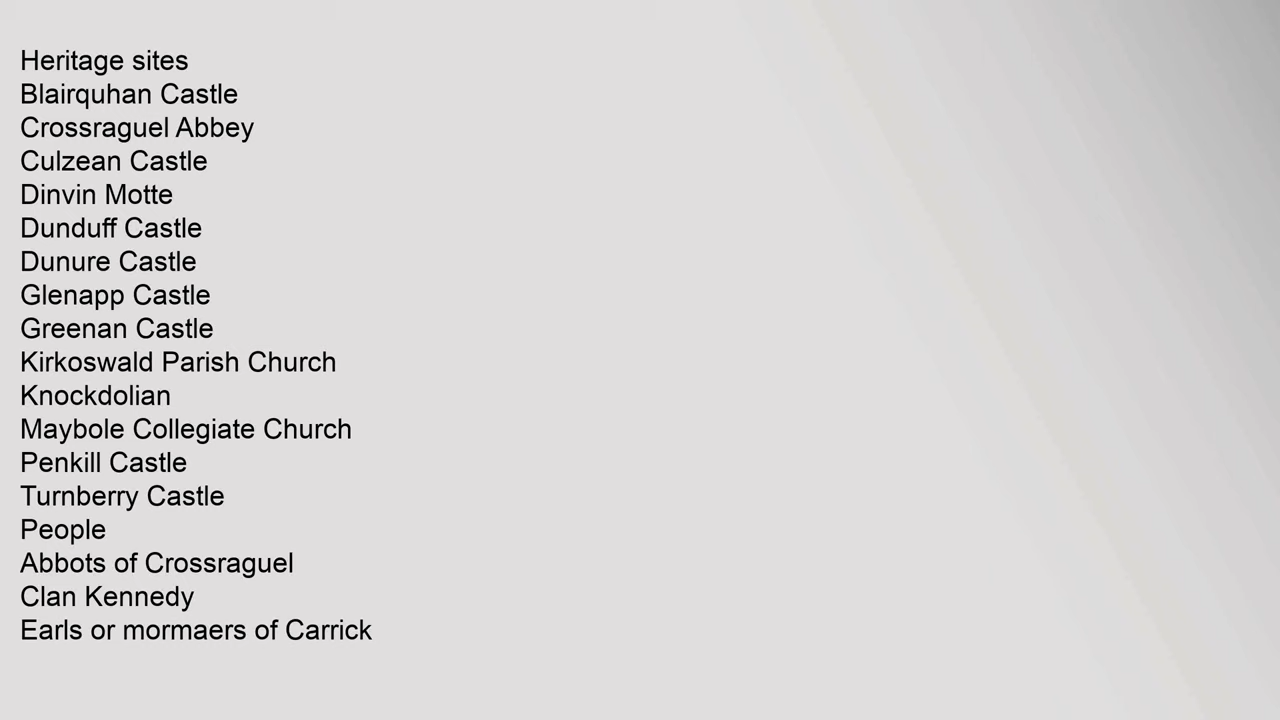 Heritage sites
Blairquhan Castle
Crossraguel Abbey
Culzean Castle
Dinvin Motte
Dunduff Castle
Dunure Castle
Glenapp Castle
Greenan Castle
Kirkoswald Parish Church
Knockdolian
Maybole Collegiate Church
Penkill Castle
Turnberry Castle
People
Abbots of Crossraguel
Clan Kennedy
Earls or mormaers of Carrick